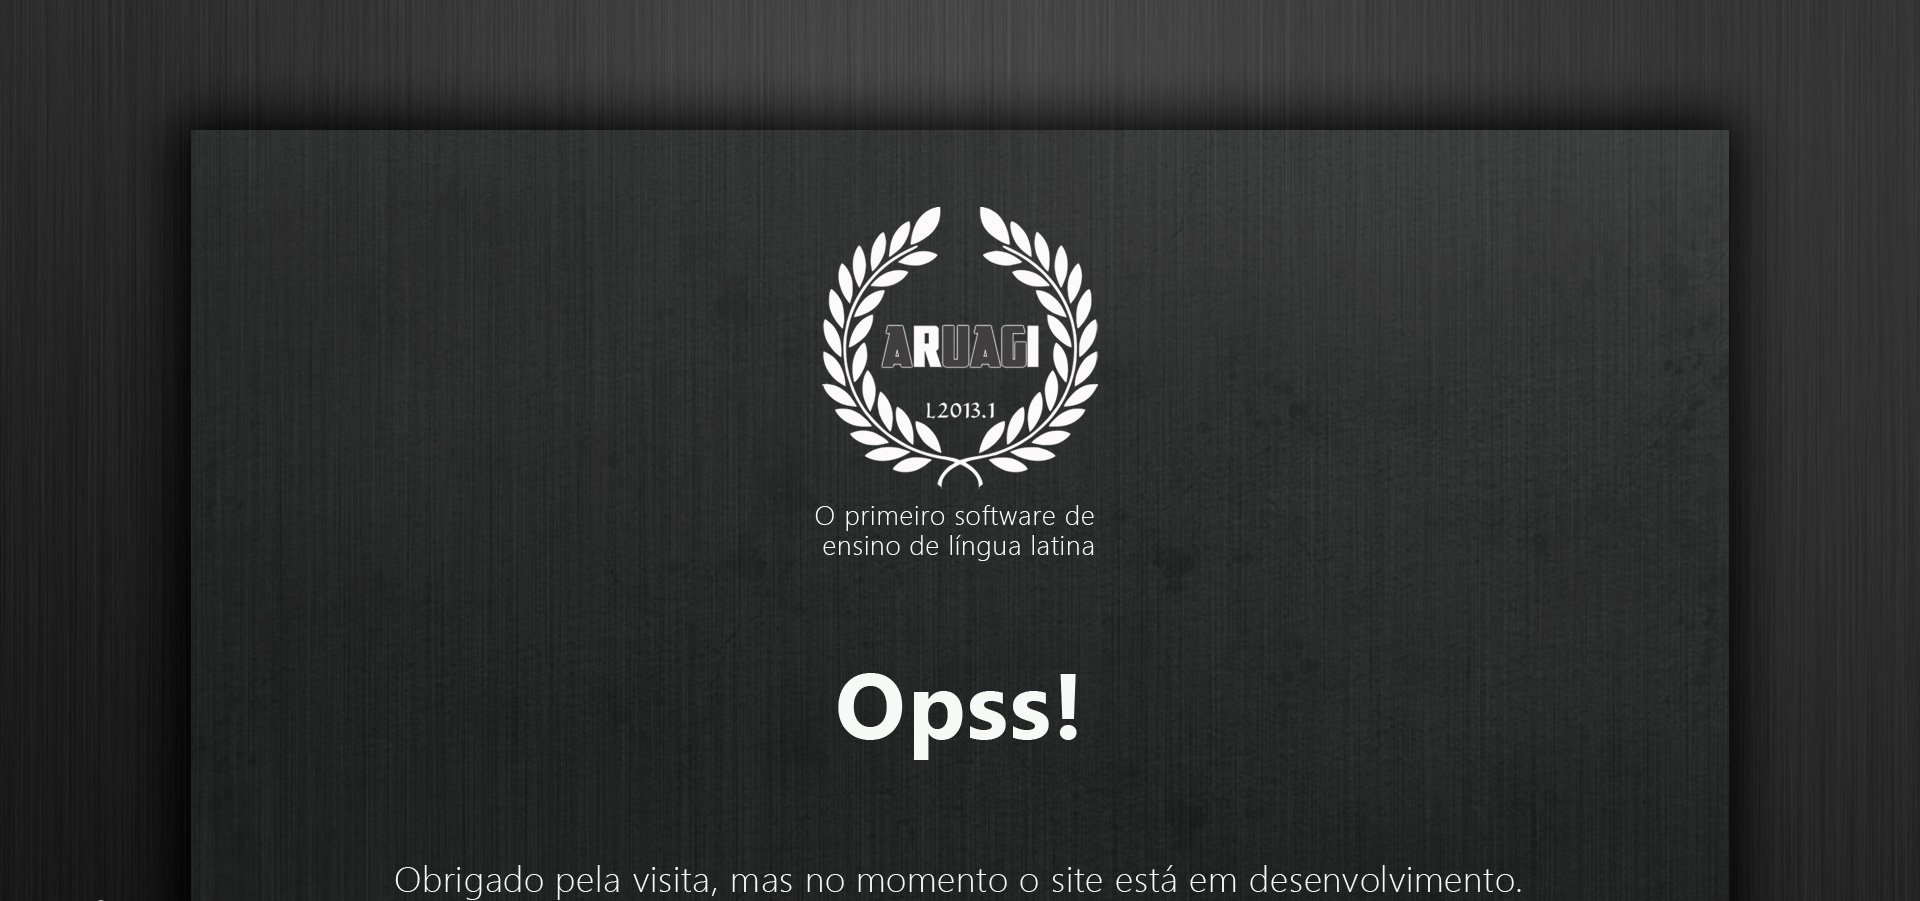 ARUAGI
L2013.1
O primeiro software de
ensino de língua latina
Opss!
Obrigado pela visita, mas no momento o site está em desenvolvimento.